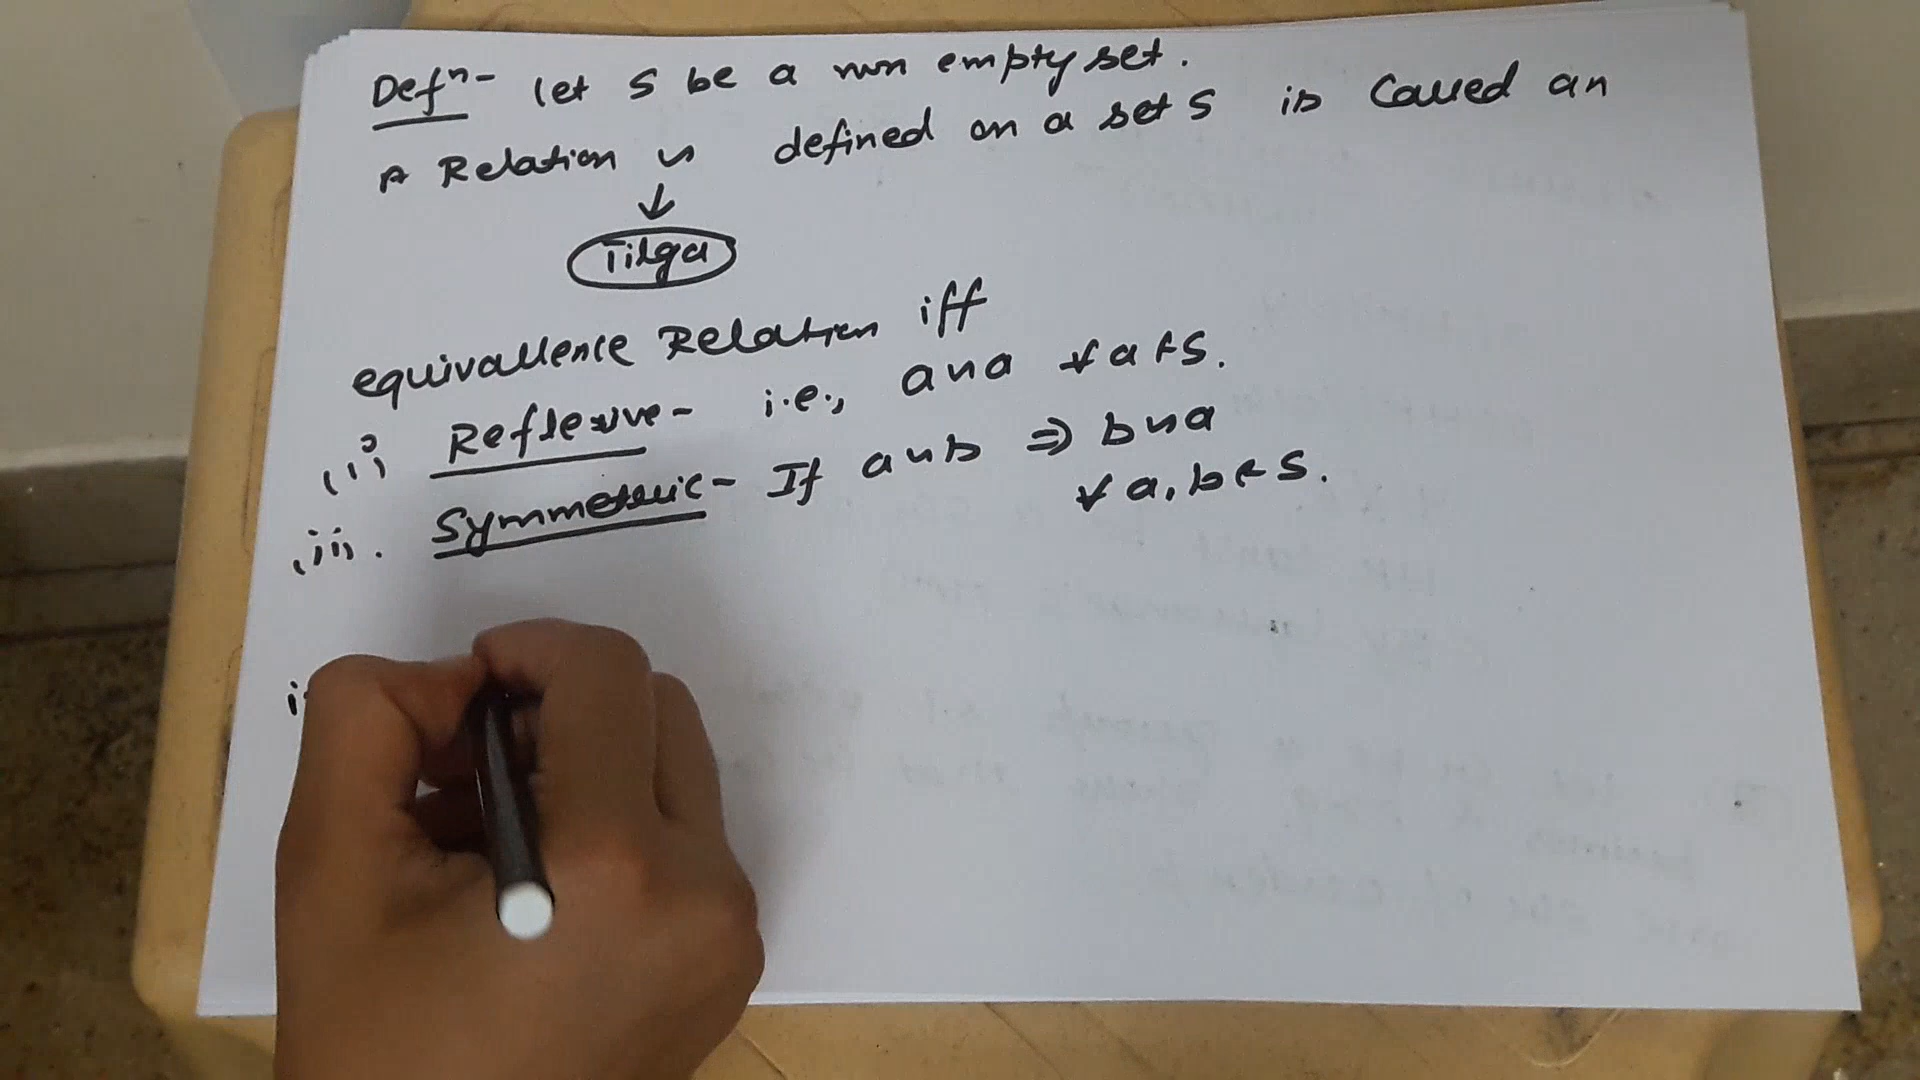 Defⁿ- let S be a non empty set.
A Relation ~ defined on a set S is called an
↓
Tilga
equivallence Relation iff
(i) Reflexive- i.e., a~a ∀ a∈S.
(ii). Symmetric- If a~b ⇒ b~a
∀ a, b∈S.